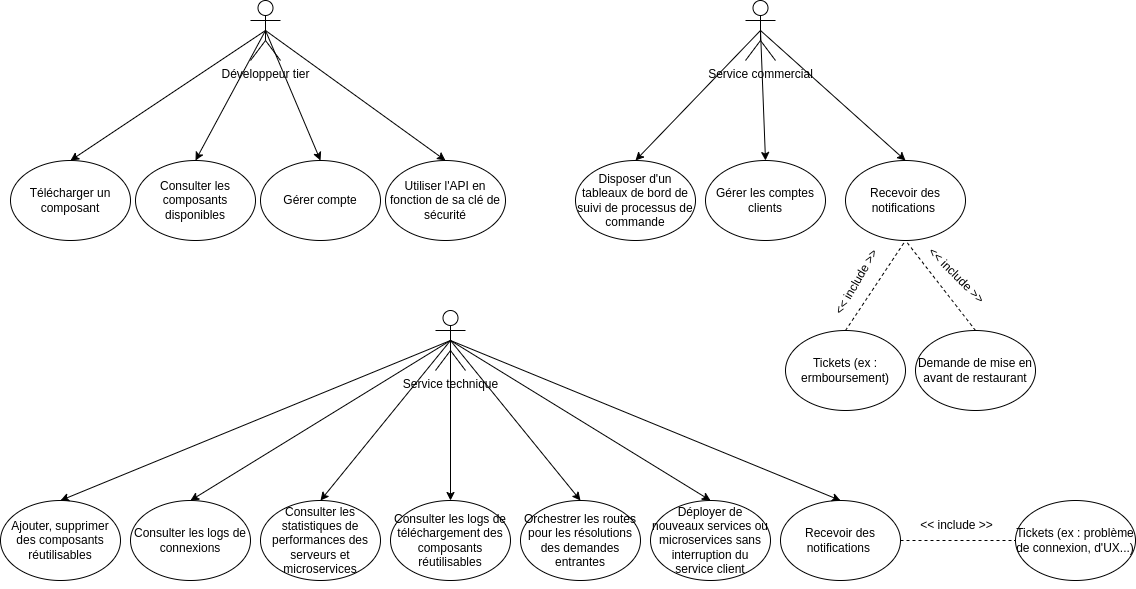 Développeur tier
Service commercial
Télécharger un
composant
Consulter les
composants
disponibles
Gérer compte
Utiliser l'API en
fonction de sa clé de
sécurité
Disposer d'un
tableaux de bord de
suivi de processus de
commande
Gérer les comptes
clients
Recevoir des
notifications
<< include >>
<< include >>
Tickets (ex :
ermboursement)
Demande de mise en
avant de restaurant
Service technique
Ajouter, supprimer
des composants
réutilisables
Consulter les logs de
connexions
Consulter les
statistiques de
performances des
serveurs et
microservices
Consulter les logs de
téléchargement des
composants
réutilisables
Orchestrer les routes
pour les résolutions
des demandes
entrantes
Déployer de
nouveaux services ou
microservices sans
interruption du
service client
Recevoir des
notifications
<< include >>
Tickets (ex : problème
de connexion, d'UX...)